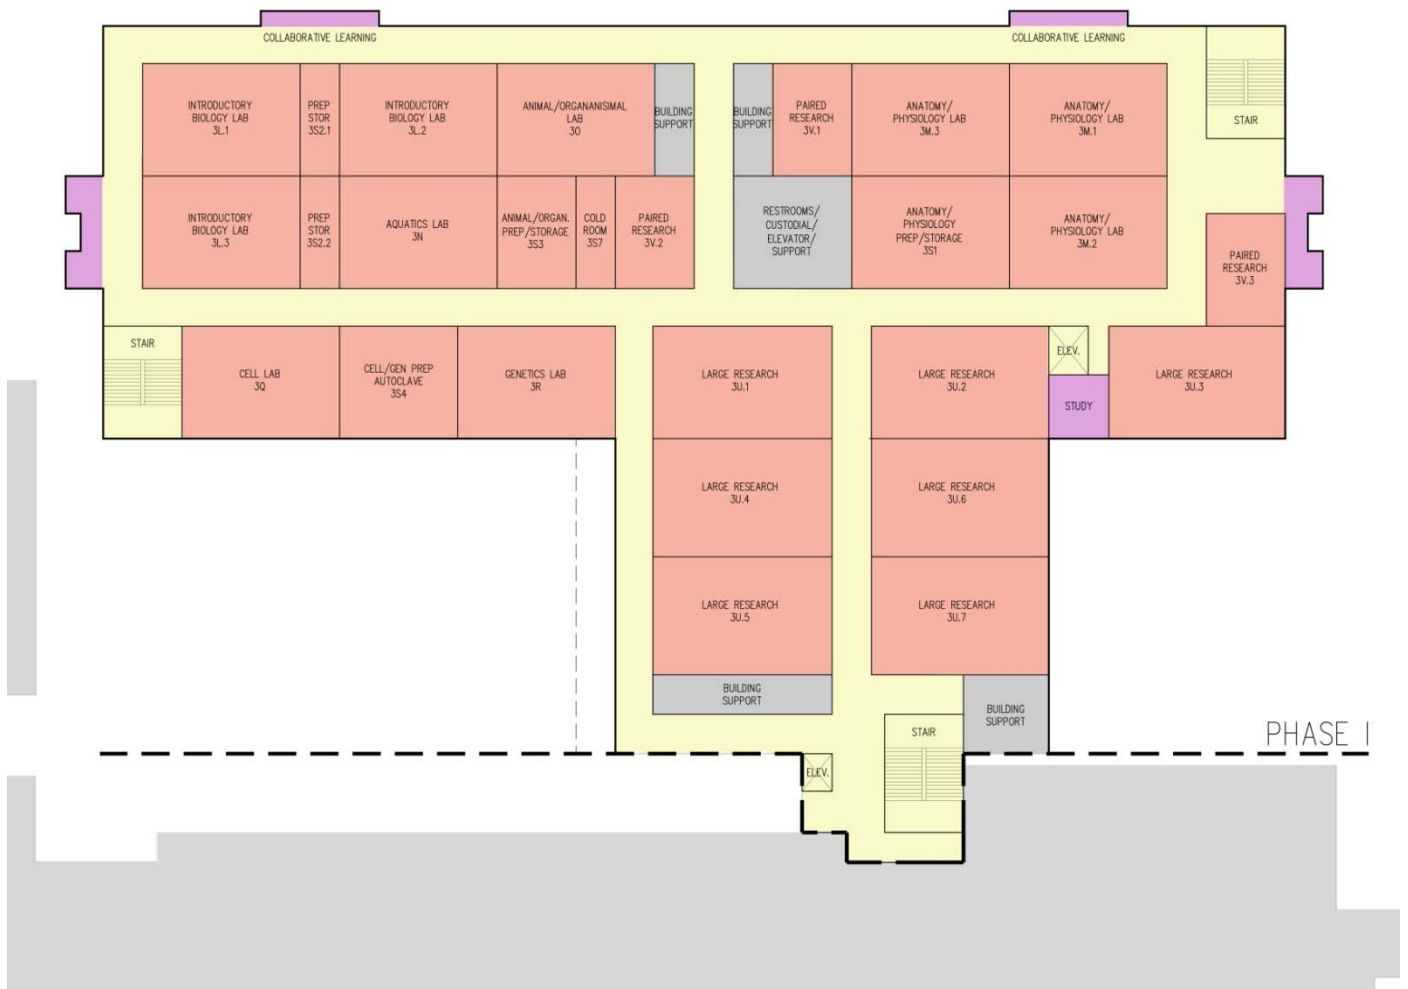 COLLABORATIVE LEARNING
COLLABORATIVE LEARNING
INTRODUCTORY
BIOLOGY LAB
3L.1
PREP
STOR
3S2.1
INTRODUCTORY
BIOLOGY LAB
3L.2
ANIMAL/ORGANANISIMAL
LAB
3O
BUILDING
SUPPORT
BUILDING
SUPPORT
PAIRED
RESEARCH
3V.1
ANATOMY/
PHYSIOLOGY LAB
3M.3
ANATOMY/
PHYSIOLOGY LAB
3M.1
STAIR
INTRODUCTORY
BIOLOGY LAB
3L.3
PREP
STOR
3S2.2
AQUATICS LAB
3N
ANIMAL/ORGAN.
PREP/STORAGE
3S3
COLD
ROOM
3S7
PAIRED
RESEARCH
3V.2
RESTROOMS/
CUSTODIAL/
ELEVATOR/
SUPPORT
ANATOMY/
PHYSIOLOGY
PREP/STORAGE
3S1
ANATOMY/
PHYSIOLOGY LAB
3M.2
PAIRED
RESEARCH
3V.3
STAIR
CELL LAB
3Q
CELL/GEN PREP
AUTOCLAVE
3S4
GENETICS LAB
3R
LARGE RESEARCH
3U.1
LARGE RESEARCH
3U.2
ELEV.
STUDY
LARGE RESEARCH
3U.3
LARGE RESEARCH
3U.4
LARGE RESEARCH
3U.6
LARGE RESEARCH
3U.5
LARGE RESEARCH
3U.7
BUILDING
SUPPORT
BUILDING
SUPPORT
STAIR
PHASE I
ELEV.